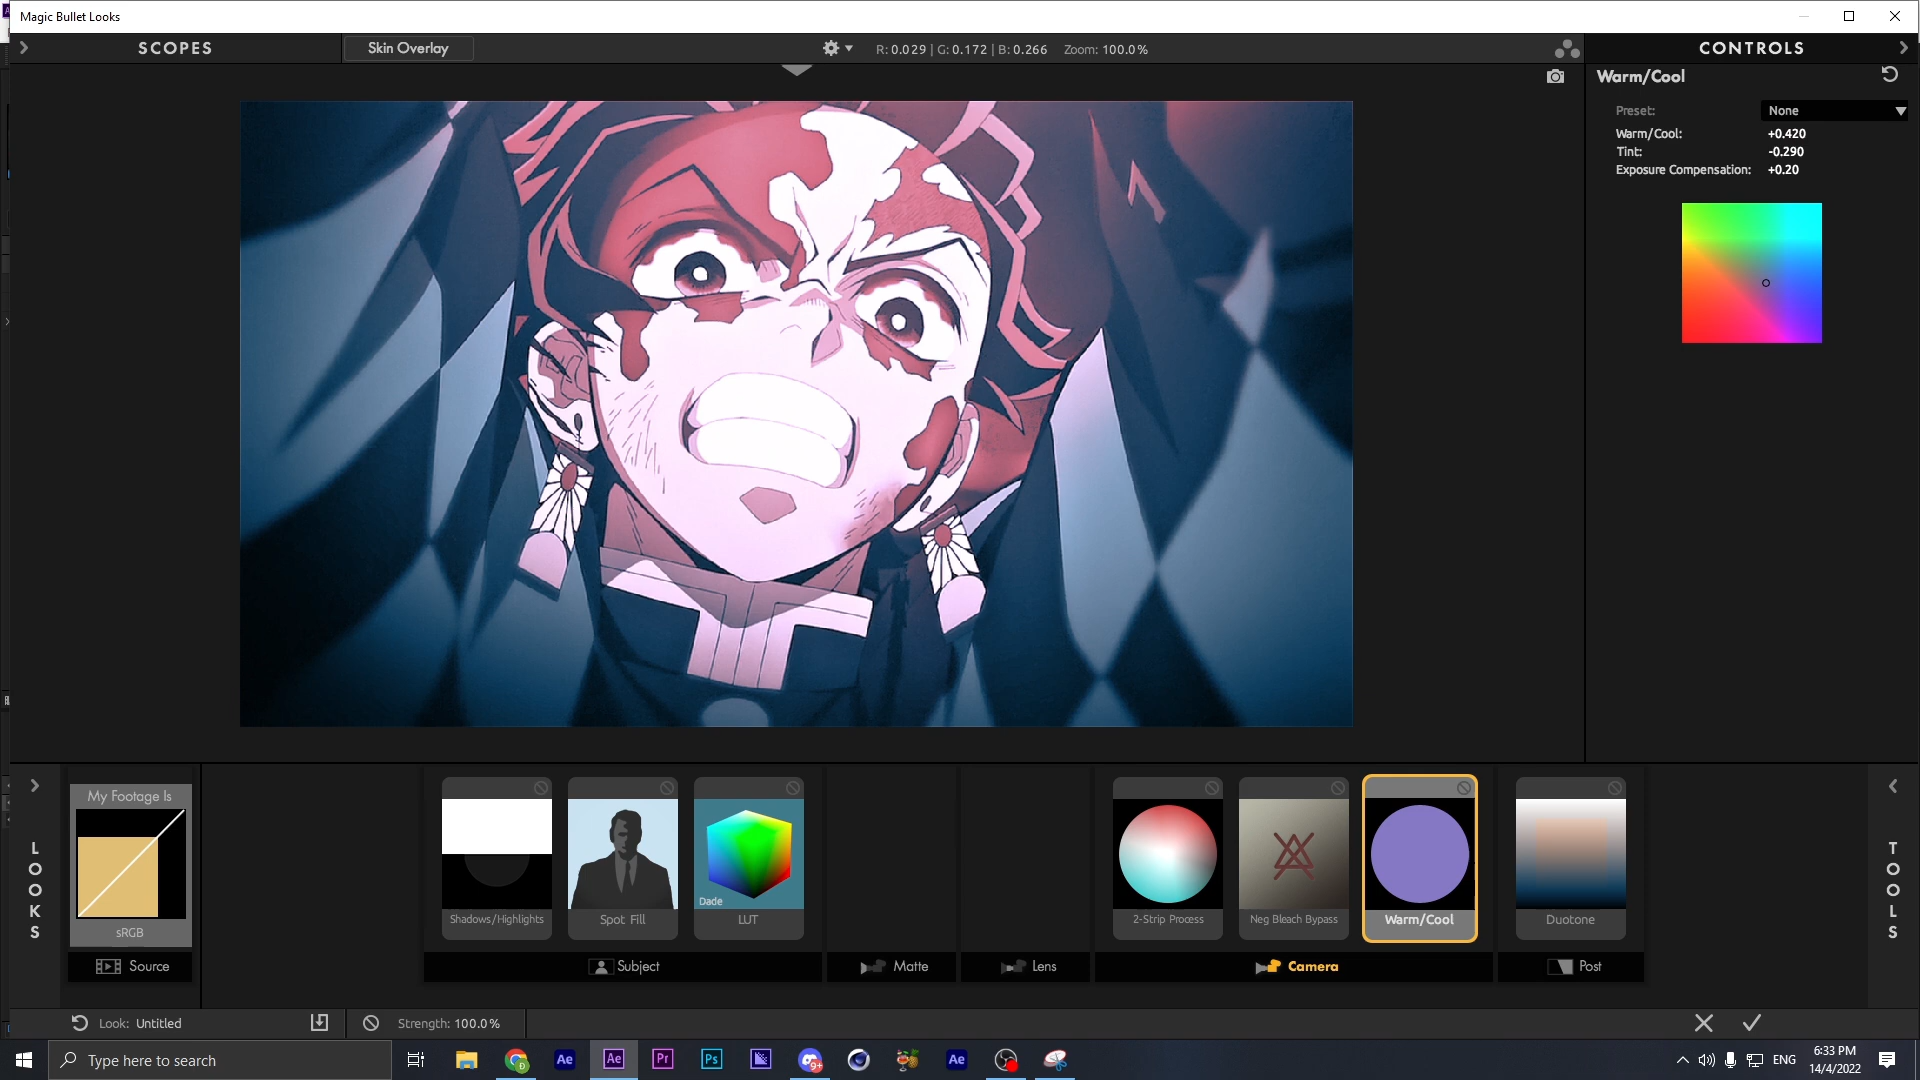 Magic Bullet Looks
SCOPES
Skin Overlay
R: 0.029 | G: 0.172 | B: 0.266 Zoom: 100.0%
CONTROLS
Warm/Cool
Preset: None
Warm/Cool: +0.420
Tint: -0.290
Exposure Compensation: +0.20
LOOKS
My Footage Is
sRGB
Source
Shadows/Highlights
Spot Fill
Dade
LUT
Subject
Matte
Lens
2-Strip Process
Neg Bleach Bypass
Warm/Cool
Camera
Duotone
Post
TOOLS
Look: Untitled
Strength: 100.0%
Type here to search
Ae
Ae
Pr
Ps
9+
Ae
ENG
6:33 PM
14/4/2022